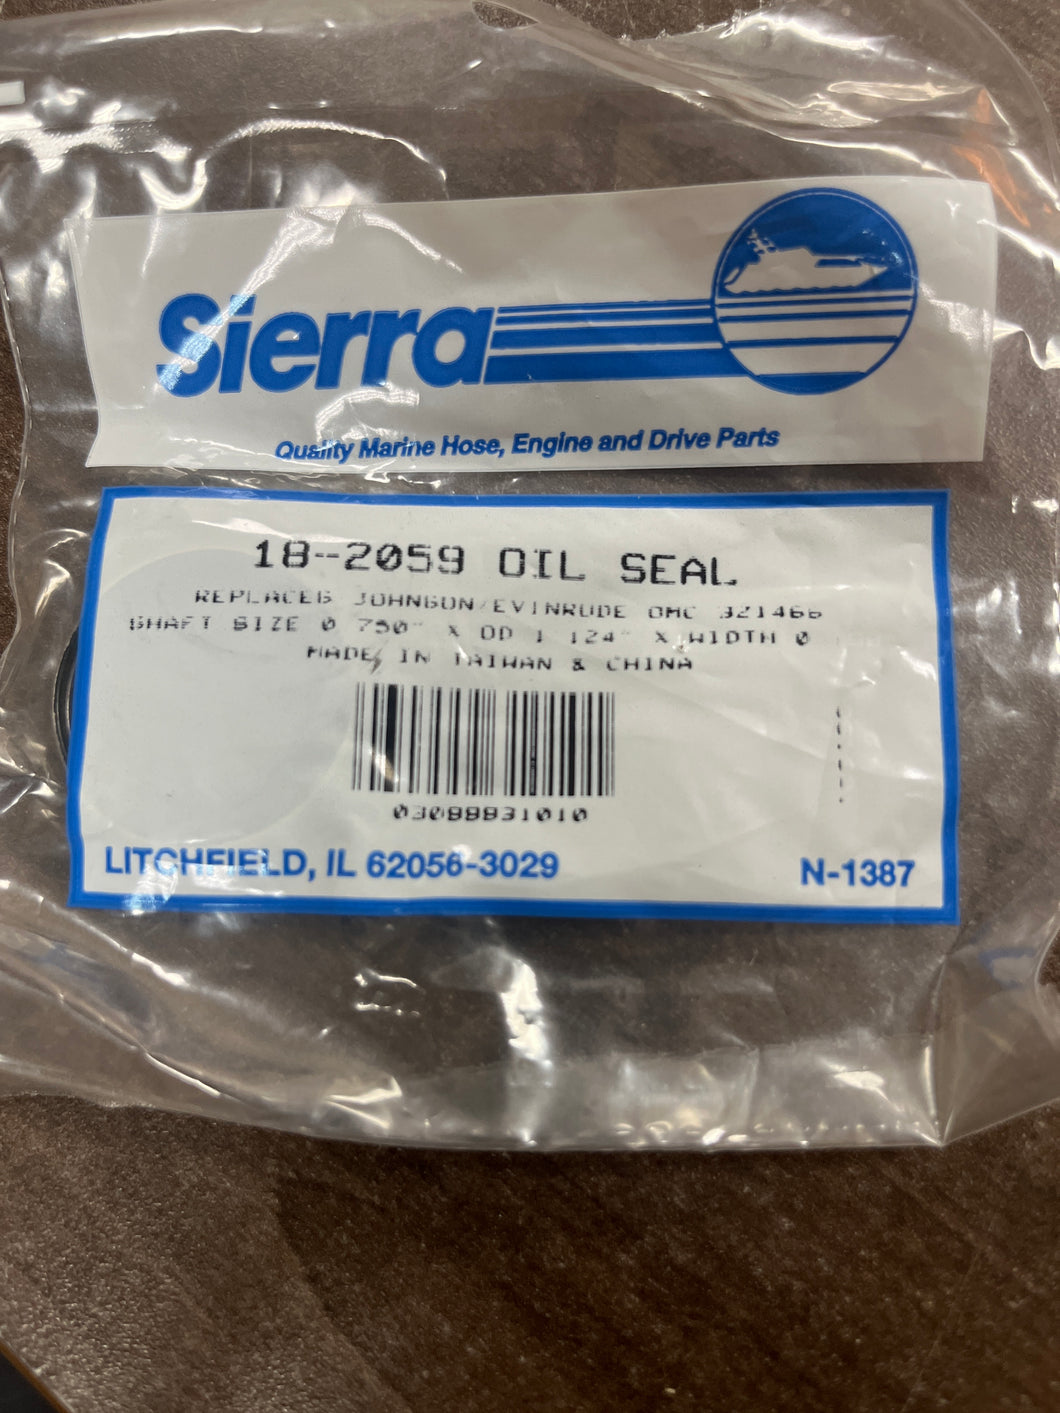 Sierra
Quality Marine Hose, Engine and Drive Parts
18-2059 OIL SEAL
REPLACES JOHNSON/EVINRUDE OMC 321466
SHAFT SIZE 0 750" X OD 1 124" X WIDTH 0
MADE IN TAIWAN & CHINA
03088831010
LITCHFIELD, IL 62056-3029
N-1387